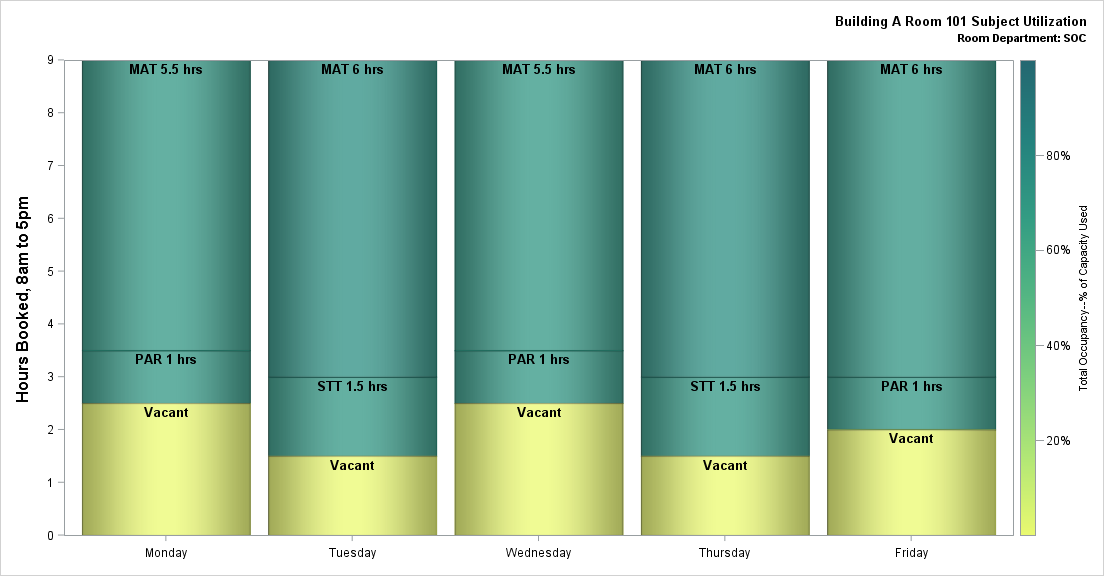 Building A Room 101 Subject Utilization
Room Department: SOC
Hours Booked, 8am to 5pm
9
8
7
6
5
4
3
2
1
0
MAT 5.5 hrs
PAR 1 hrs
Vacant
MAT 6 hrs
STT 1.5 hrs
Vacant
MAT 5.5 hrs
PAR 1 hrs
Vacant
MAT 6 hrs
STT 1.5 hrs
Vacant
MAT 6 hrs
PAR 1 hrs
Vacant
Monday
Tuesday
Wednesday
Thursday
Friday
80%
60%
40%
20%
Total Occupancy--% of Capacity Used